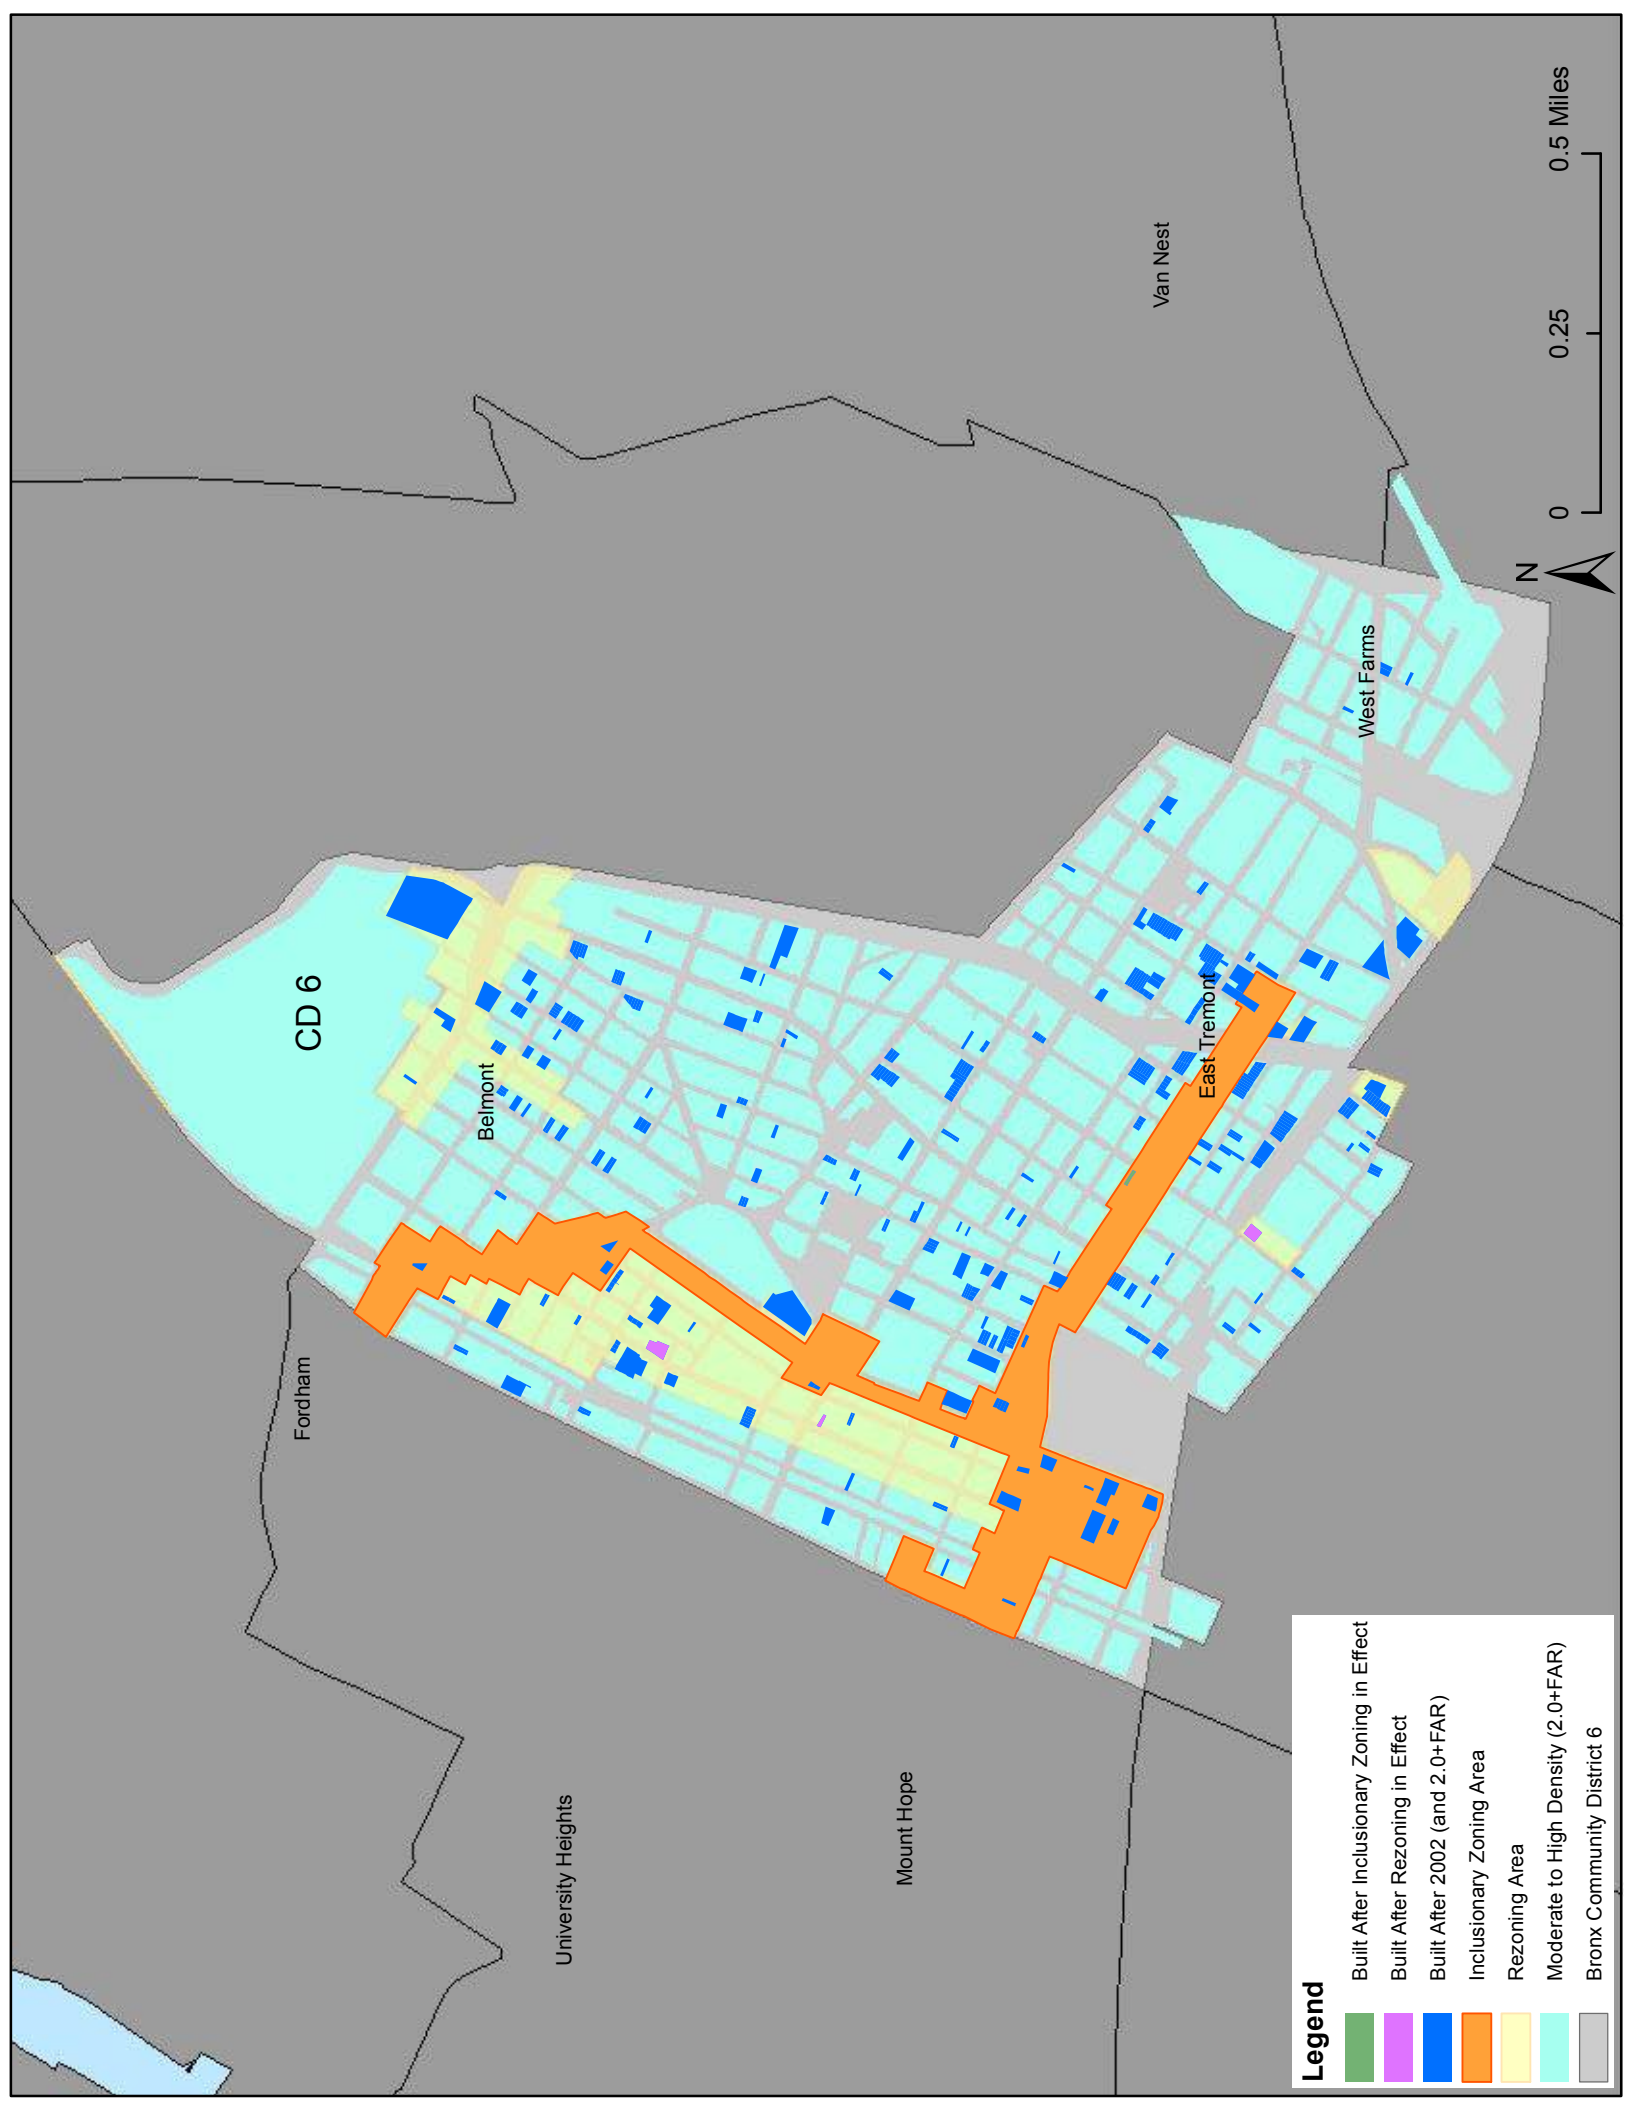 CD 6
Fordham
Belmont
University Heights
Mount Hope
East Tremont
West Farms
Van Nest
N
0 0.25 0.5 Miles
Legend
Built After Inclusionary Zoning in Effect
Built After Rezoning in Effect
Built After 2002 (and 2.0+FAR)
Inclusionary Zoning Area
Rezoning Area
Moderate to High Density (2.0+FAR)
Bronx Community District 6